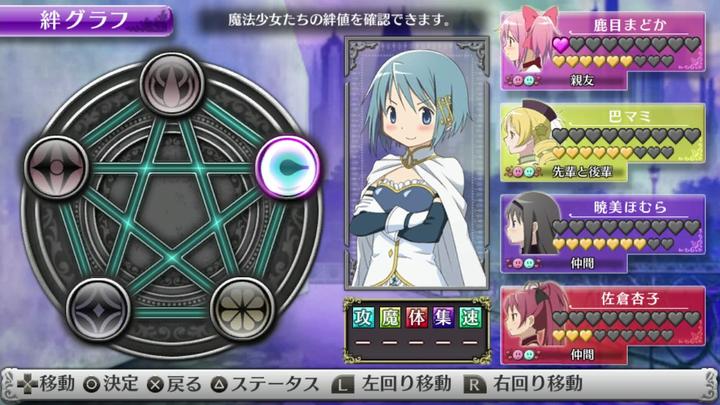 絆グラフ
魔法少女たちの絆値を確認できます。
鹿目まどか
親友
巴マミ
先輩と後輩
暁美ほむら
仲間
佐倉杏子
仲間
攻 魔 体 集 速
－ － － － －
移動 決定 戻る ステータス L 左回り移動 R 右回り移動